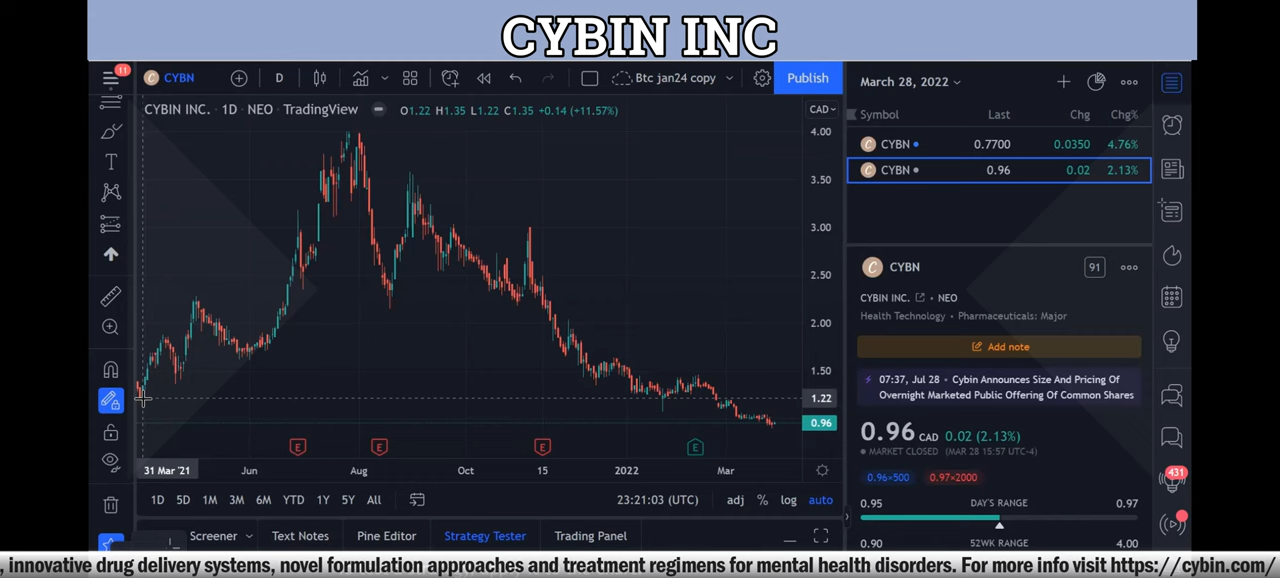 CYBIN INC
11
CYBN
D
Btc jan24 copy
Publish
March 28, 2022
CYBIN INC. · 1D · NEO TradingView
O1.22 H1.35 L1.22 C1.35 +0.14 (+11.57%)
CAD
Symbol Last Chg Chg%
CYBN 0.7700 0.0350 4.76%
CYBN 0.96 0.02 2.13%
4.00
3.50
3.00
2.50
2.00
1.50
1.22
0.96
CYBN
91
CYBIN INC. • NEO
Health Technology • Pharmaceuticals: Major
Add note
07:37, Jul 28 • Cybin Announces Size And Pricing Of
Overnight Marketed Public Offering Of Common Shares
0.96 CAD 0.02 (2.13%)
MARKET CLOSED (MAR 28 15:57 UTC-4)
0.96×500 0.97×2000
0.95 DAY'S RANGE 0.97
0.90 52WK RANGE 4.00
431
E E E E
31 Mar '21 Jun Aug Oct 15 2022 Mar
1D 5D 1M 3M 6M YTD 1Y 5Y All
23:21:03 (UTC) adj % log auto
Screener Text Notes Pine Editor Strategy Tester Trading Panel
, innovative drug delivery systems, novel formulation approaches and treatment regimens for mental health disorders. For more info visit https://cybin.com/